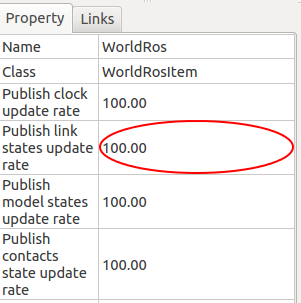 Property Links
Name WorldRos
Class WorldRosItem
Publish clock
update rate 100.00
Publish link
states update
rate
100.00
Publish
model states
update rate
100.00
Publish
contacts
state update
rate
100.00